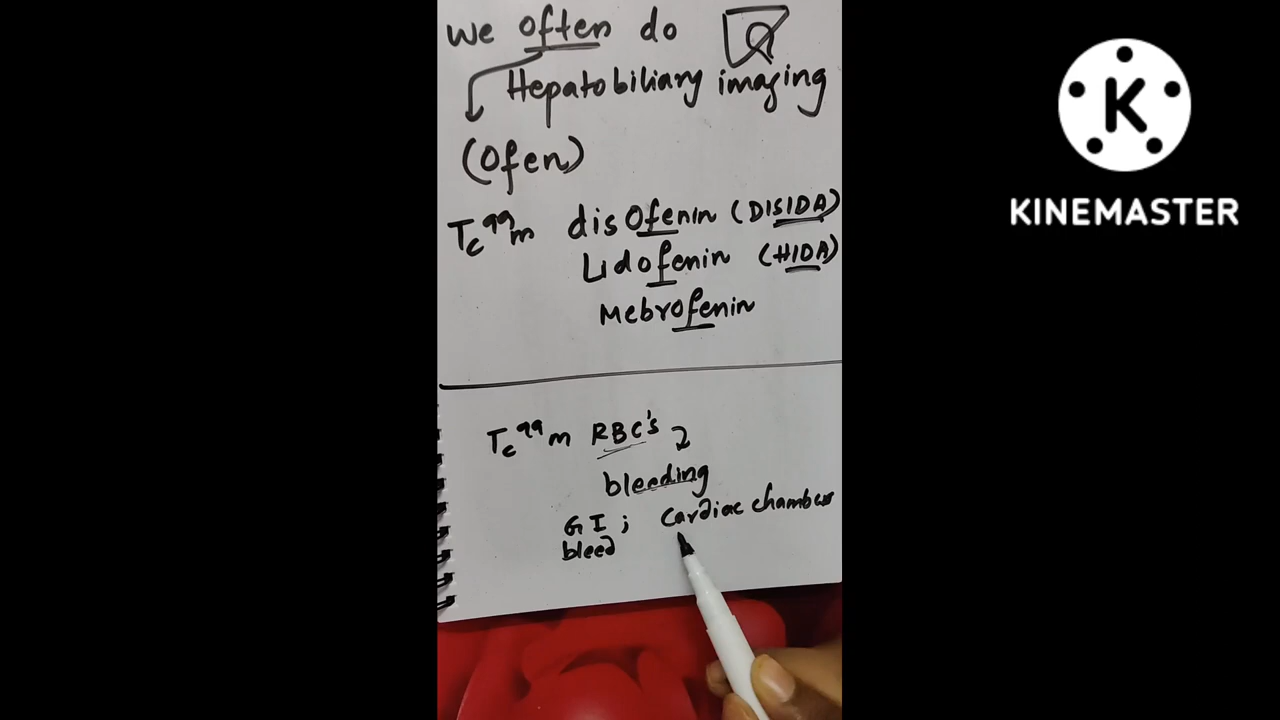 We often do
Hepatobiliary imaging
(Ofen)
Tc99m disOfenin (DISIDA)
Lidofenin (HIDA)
Mebrofenin
Tc99m RBC's
bleeding
GI ; Cardiac chambers
bleed
K
KINEMASTER